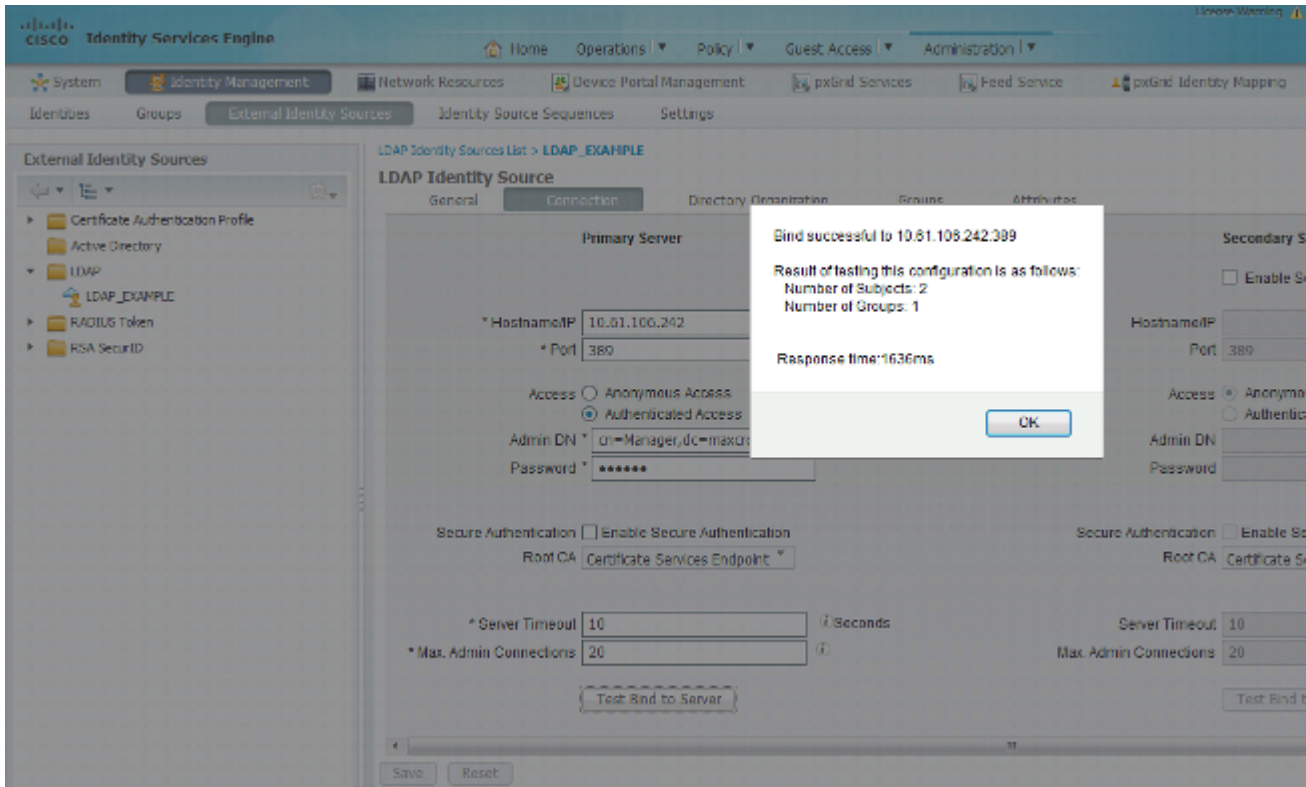 License Warning
CISCO Identity Services Engine
Home Operations Policy Guest Access Administration
System Identity Management Network Resources Device Portal Management pxGrid Services Feed Service pxGrid Identity Mapping
Identities Groups External Identity Sources Identity Source Sequences Settings
External Identity Sources
Certificate Authentication Profile
Active Directory
LDAP
LDAP_EXAMPLE
RADIUS Token
RSA SecurID
LDAP Identity Sources List > LDAP_EXAMPLE
LDAP Identity Source
General Connection Directory Organization Groups Attributes
Primary Server
* Hostname/IP 10.61.106.242
* Port 389
Access Anonymous Access
Authenticated Access
Admin DN * cn=Manager,dc=maxcr
Password * ••••••
Secure Authentication Enable Secure Authentication
Root CA Certificate Services Endpoint
* Server Timeout 10 Seconds
* Max. Admin Connections 20
Test Bind to Server
Bind successful to 10.61.106.242:389
Result of testing this configuration is as follows:
Number of Subjects: 2
Number of Groups: 1
Response time:1636ms
OK
Secondary S
Enable Se
Hostname/IP
Port 389
Access Anonymo
Authentica
Admin DN
Password
Secure Authentication Enable Se
Root CA Certificate Se
Server Timeout 10
Max. Admin Connections 20
Test Bind t
Save Reset